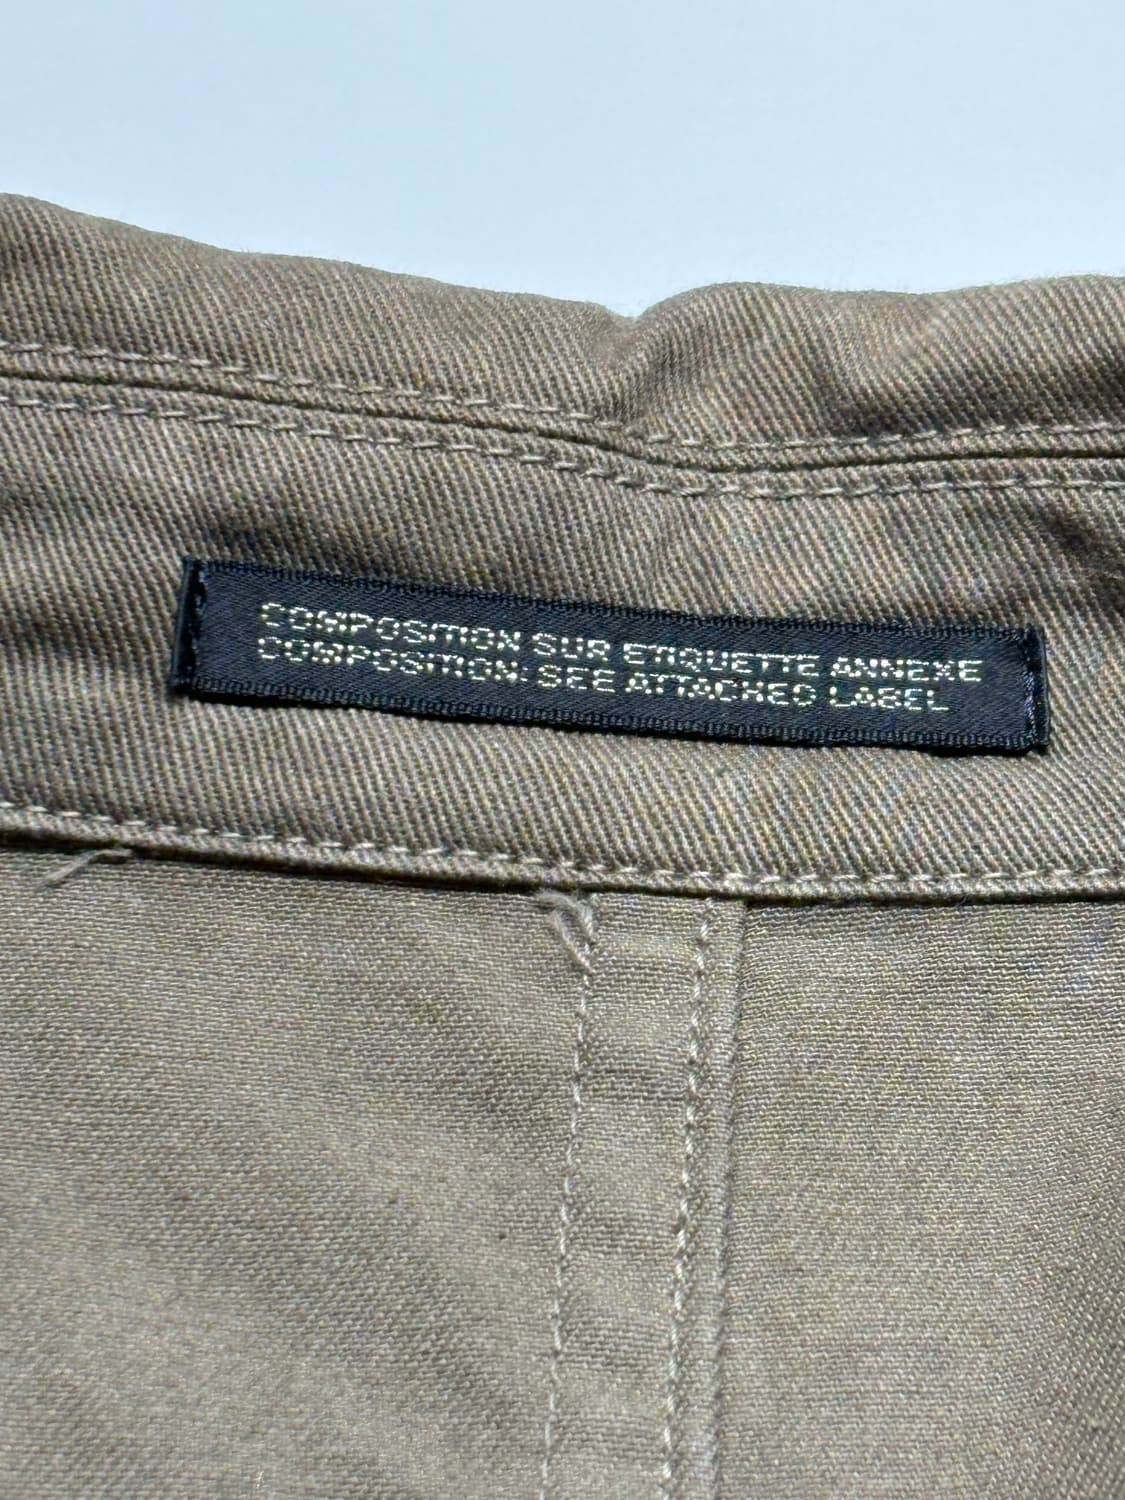 COMPOSITION SUR ETIQUETTE ANNEXE
COMPOSITION: SEE ATTACHED LABEL